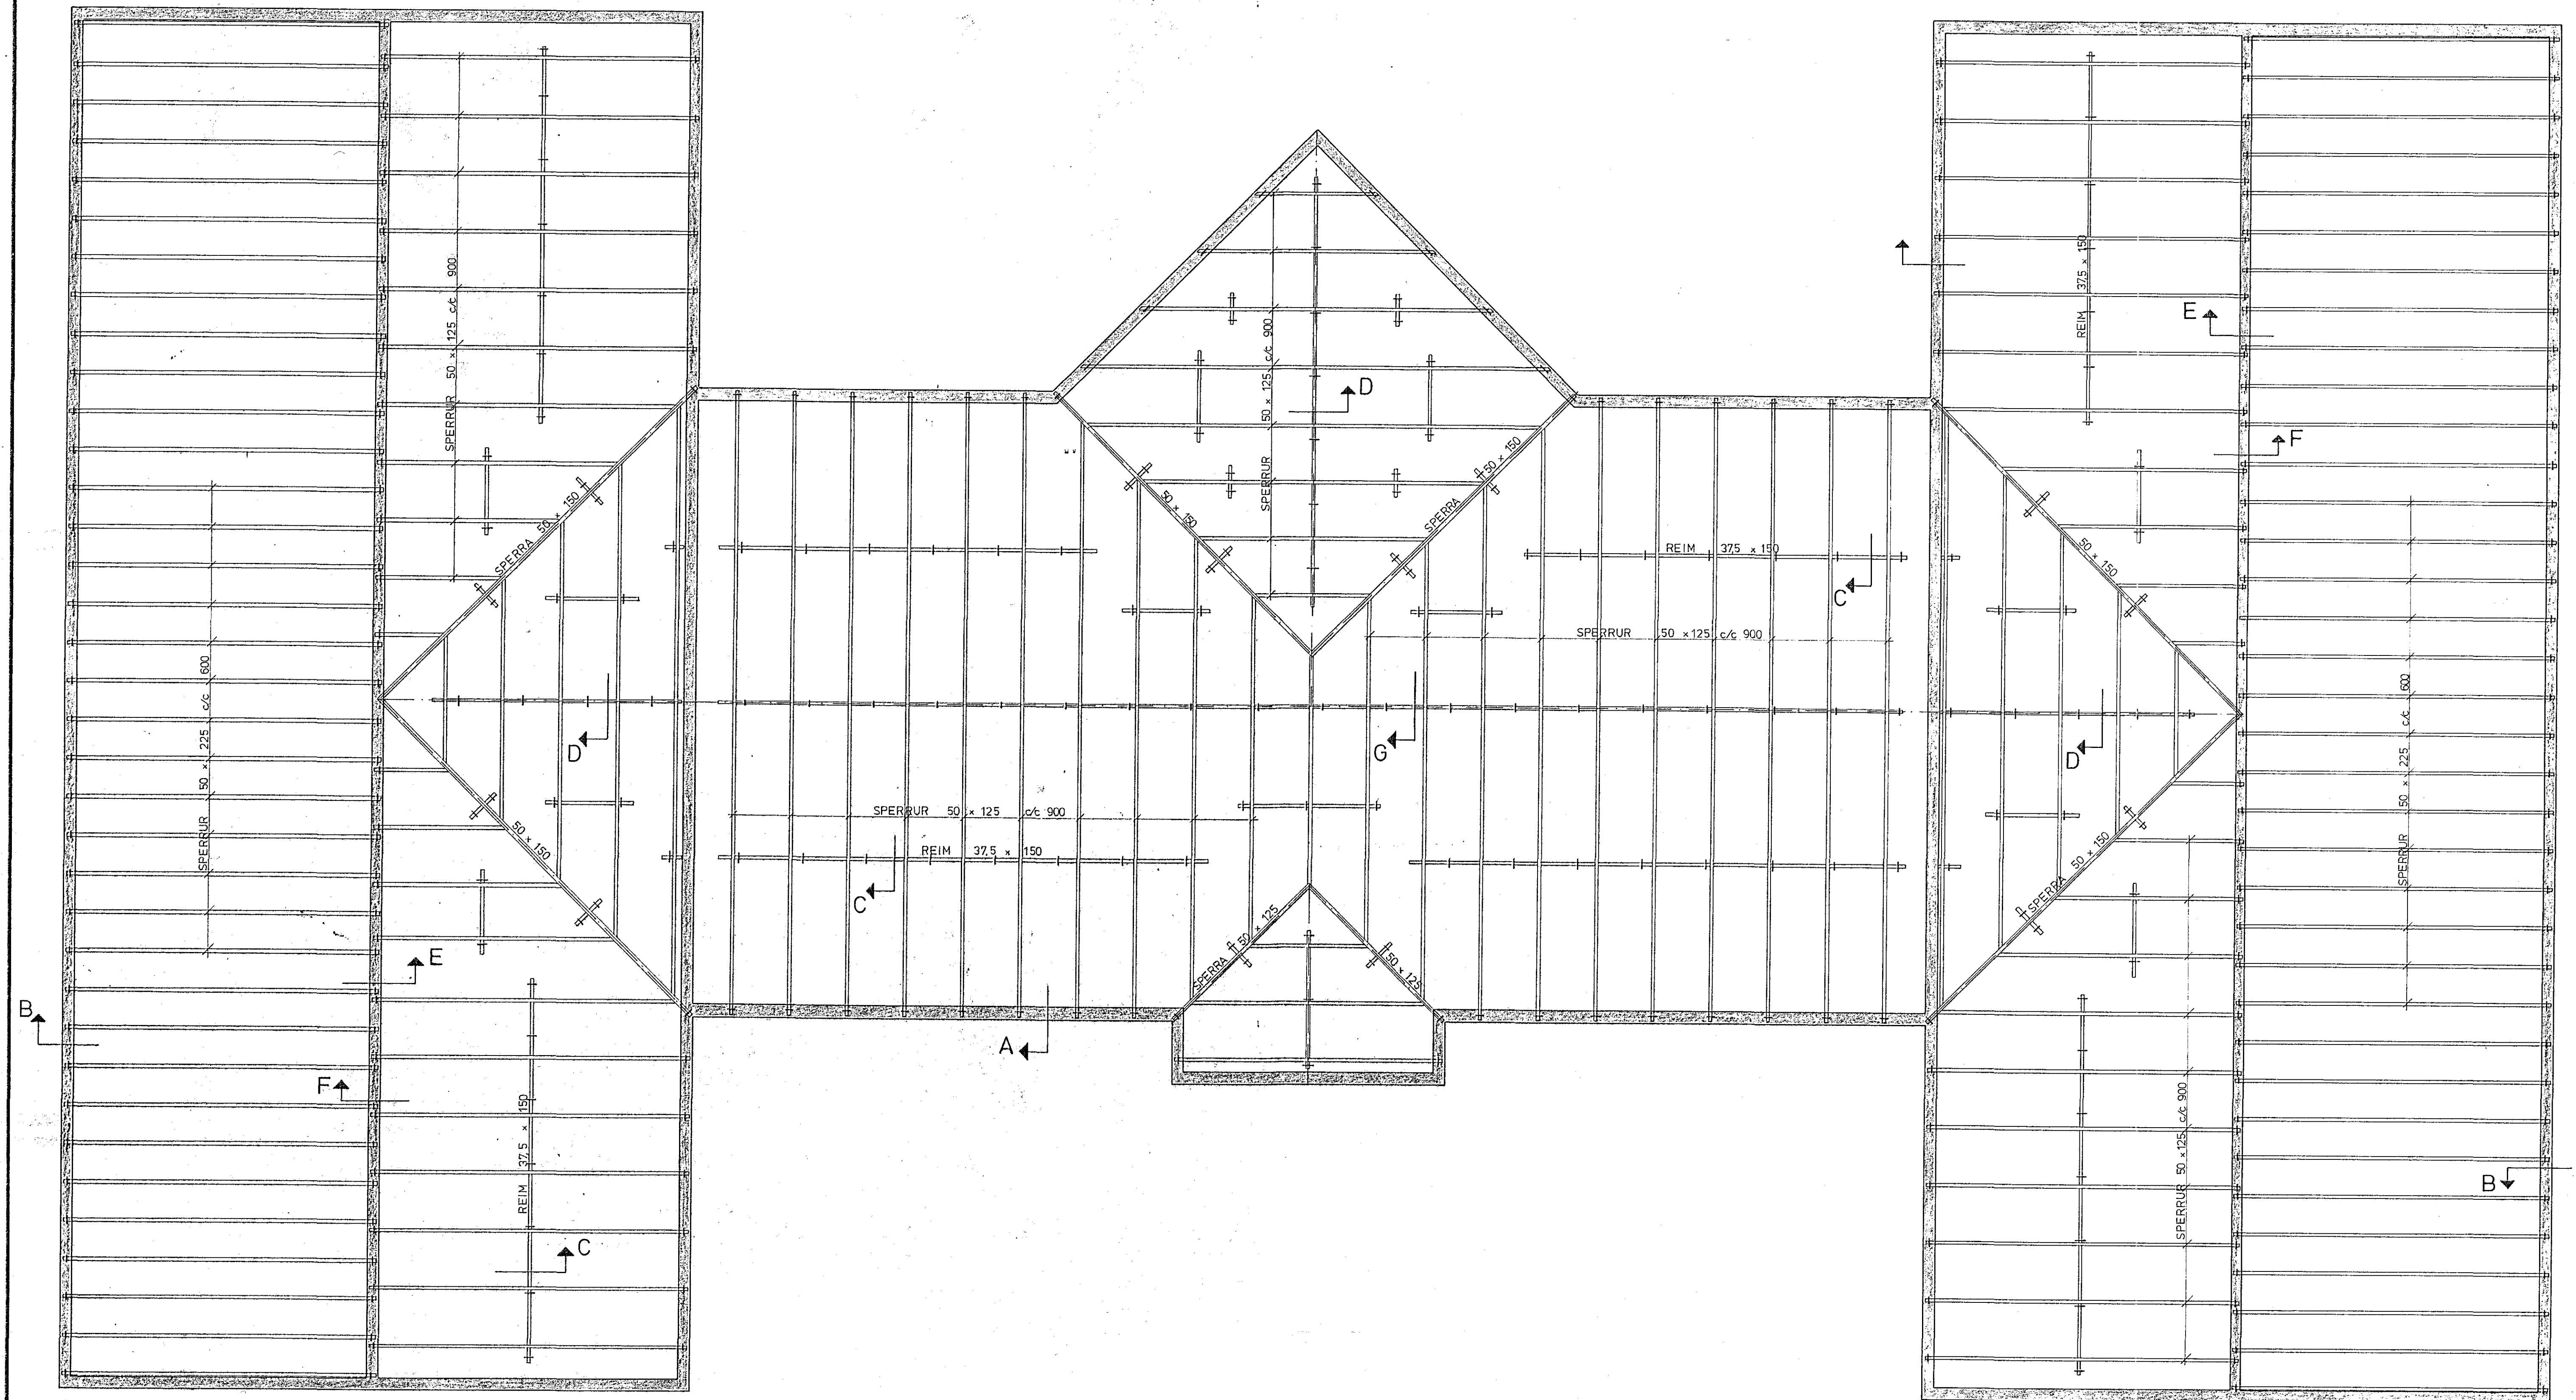 SPERRUR 50 × 225 c/c 600
SPERRUR 50 × 125 c/c 900
SPERRA 50 × 150
50 × 150
REIM 37,5 × 150
B
F
E
C
D
SPERRUR 50 × 125 c/c 900
REIM 37,5 × 150
C
A
SPERRUR 50 × 125 c/c 900
D
50 × 150
SPERRA 50 × 150
G
SPERRA 50 × 125
50 × 125
REIM 37,5 × 150
C
SPERRUR 50 × 125 c/c 900
REIM 37,5 × 150
E
F
50 × 150
D
SPERRA 50 × 150
SPERRUR 50 × 125 c/c 900
SPERRUR 50 × 225 c/c 600
B